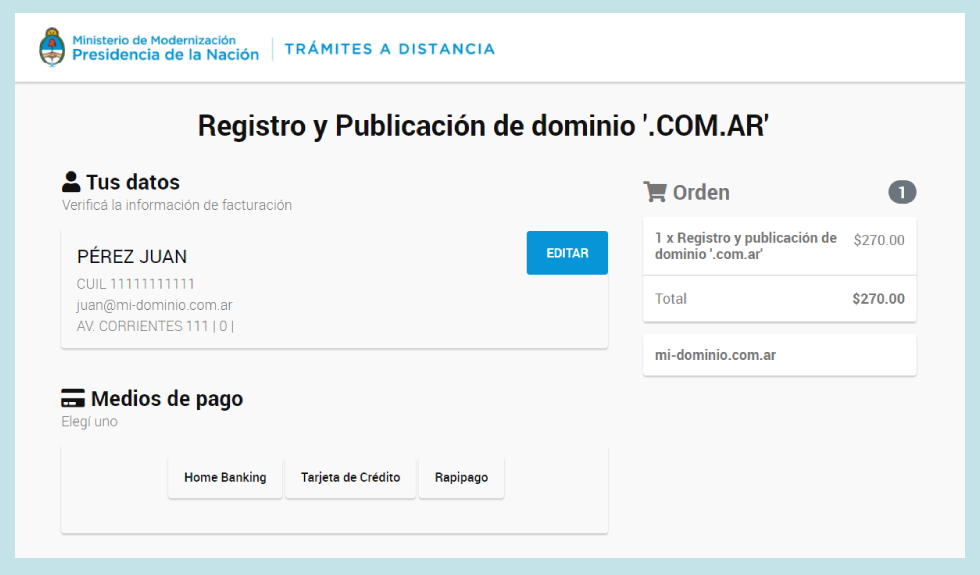 Ministerio de Modernización
Presidencia de la Nación
TRÁMITES A DISTANCIA
Registro y Publicación de dominio '.COM.AR'
Tus datos
Verificá la información de facturación
PÉREZ JUAN
EDITAR
CUIL 11111111111
juan@mi-dominio.com.ar
AV. CORRIENTES 111 | 0 |
Medios de pago
Elegí uno
Home Banking
Tarjeta de Crédito
Rapipago
Orden
1
1 x Registro y publicación de
dominio '.com.ar'
$270.00
Total
$270.00
mi-dominio.com.ar